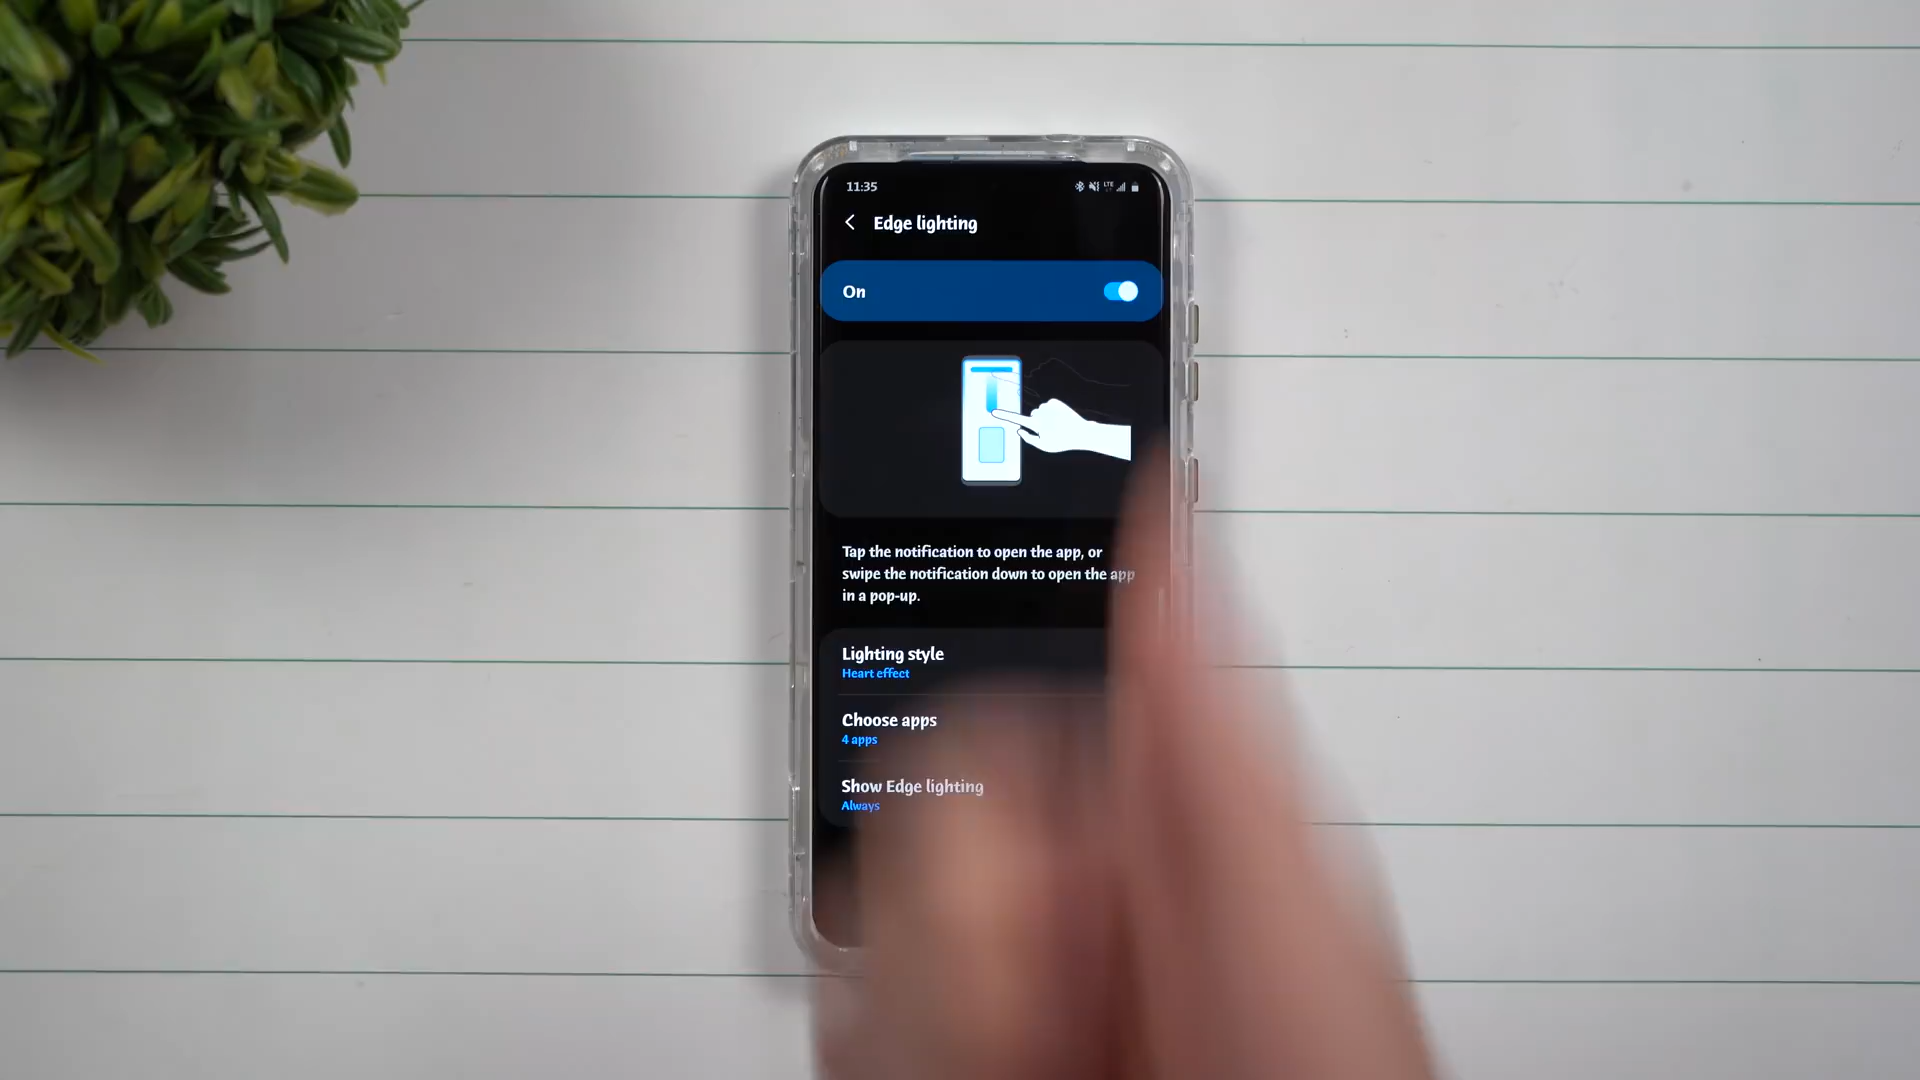 11:35
LTE
Edge lighting
On
Tap the notification to open the app, or
swipe the notification down to open the app
in a pop-up.
Lighting style
Heart effect
Choose apps
4 apps
Show Edge lighting
Always